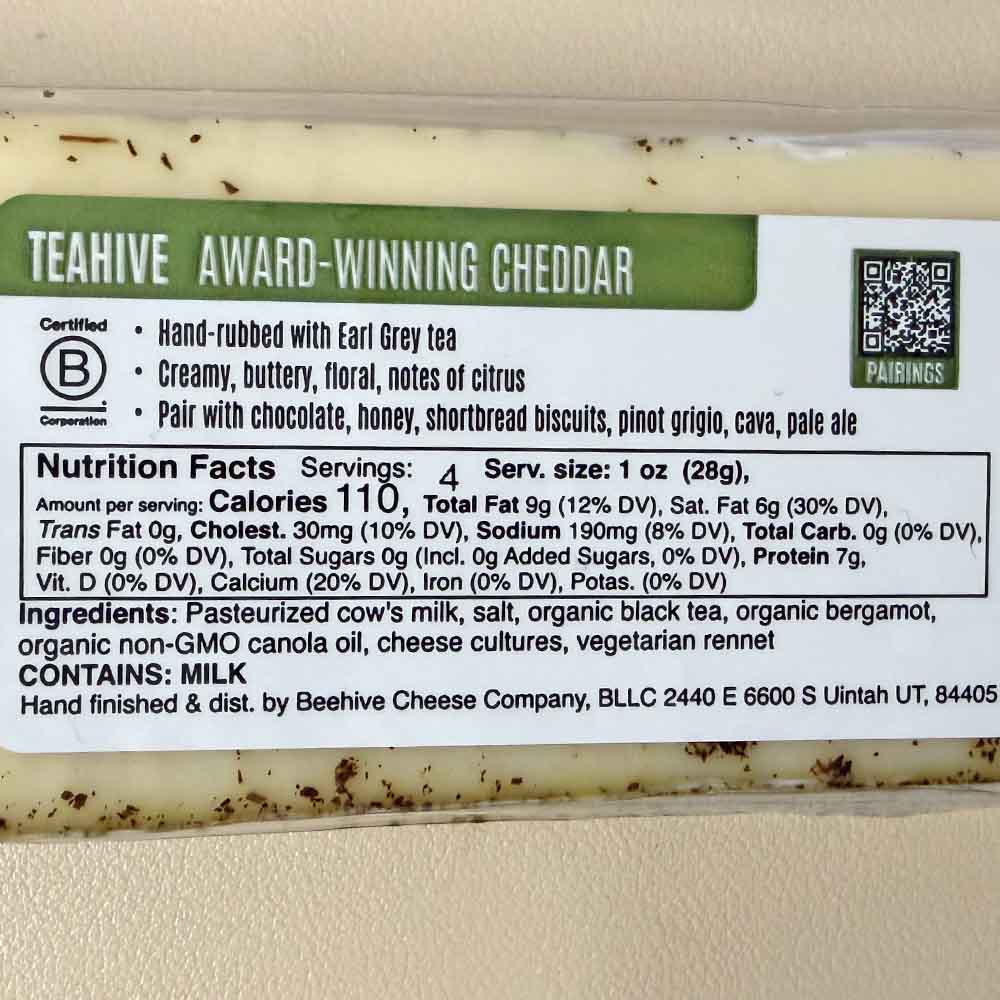 TEAHIVE AWARD-WINNING CHEDDAR
Certified
B
Corporation
• Hand-rubbed with Earl Grey tea
• Creamy, buttery, floral, notes of citrus
• Pair with chocolate, honey, shortbread biscuits, pinot grigio, cava, pale ale
PAIRINGS
Nutrition Facts Servings: 4 Serv. size: 1 oz (28g),
Amount per serving: Calories 110, Total Fat 9g (12% DV), Sat. Fat 6g (30% DV),
Trans Fat 0g, Cholest. 30mg (10% DV), Sodium 190mg (8% DV), Total Carb. 0g (0% DV),
Fiber 0g (0% DV), Total Sugars 0g (Incl. 0g Added Sugars, 0% DV), Protein 7g,
Vit. D (0% DV), Calcium (20% DV), Iron (0% DV), Potas. (0% DV)
Ingredients: Pasteurized cow's milk, salt, organic black tea, organic bergamot,
organic non-GMO canola oil, cheese cultures, vegetarian rennet
CONTAINS: MILK
Hand finished & dist. by Beehive Cheese Company, BLLC 2440 E 6600 S Uintah UT, 84405